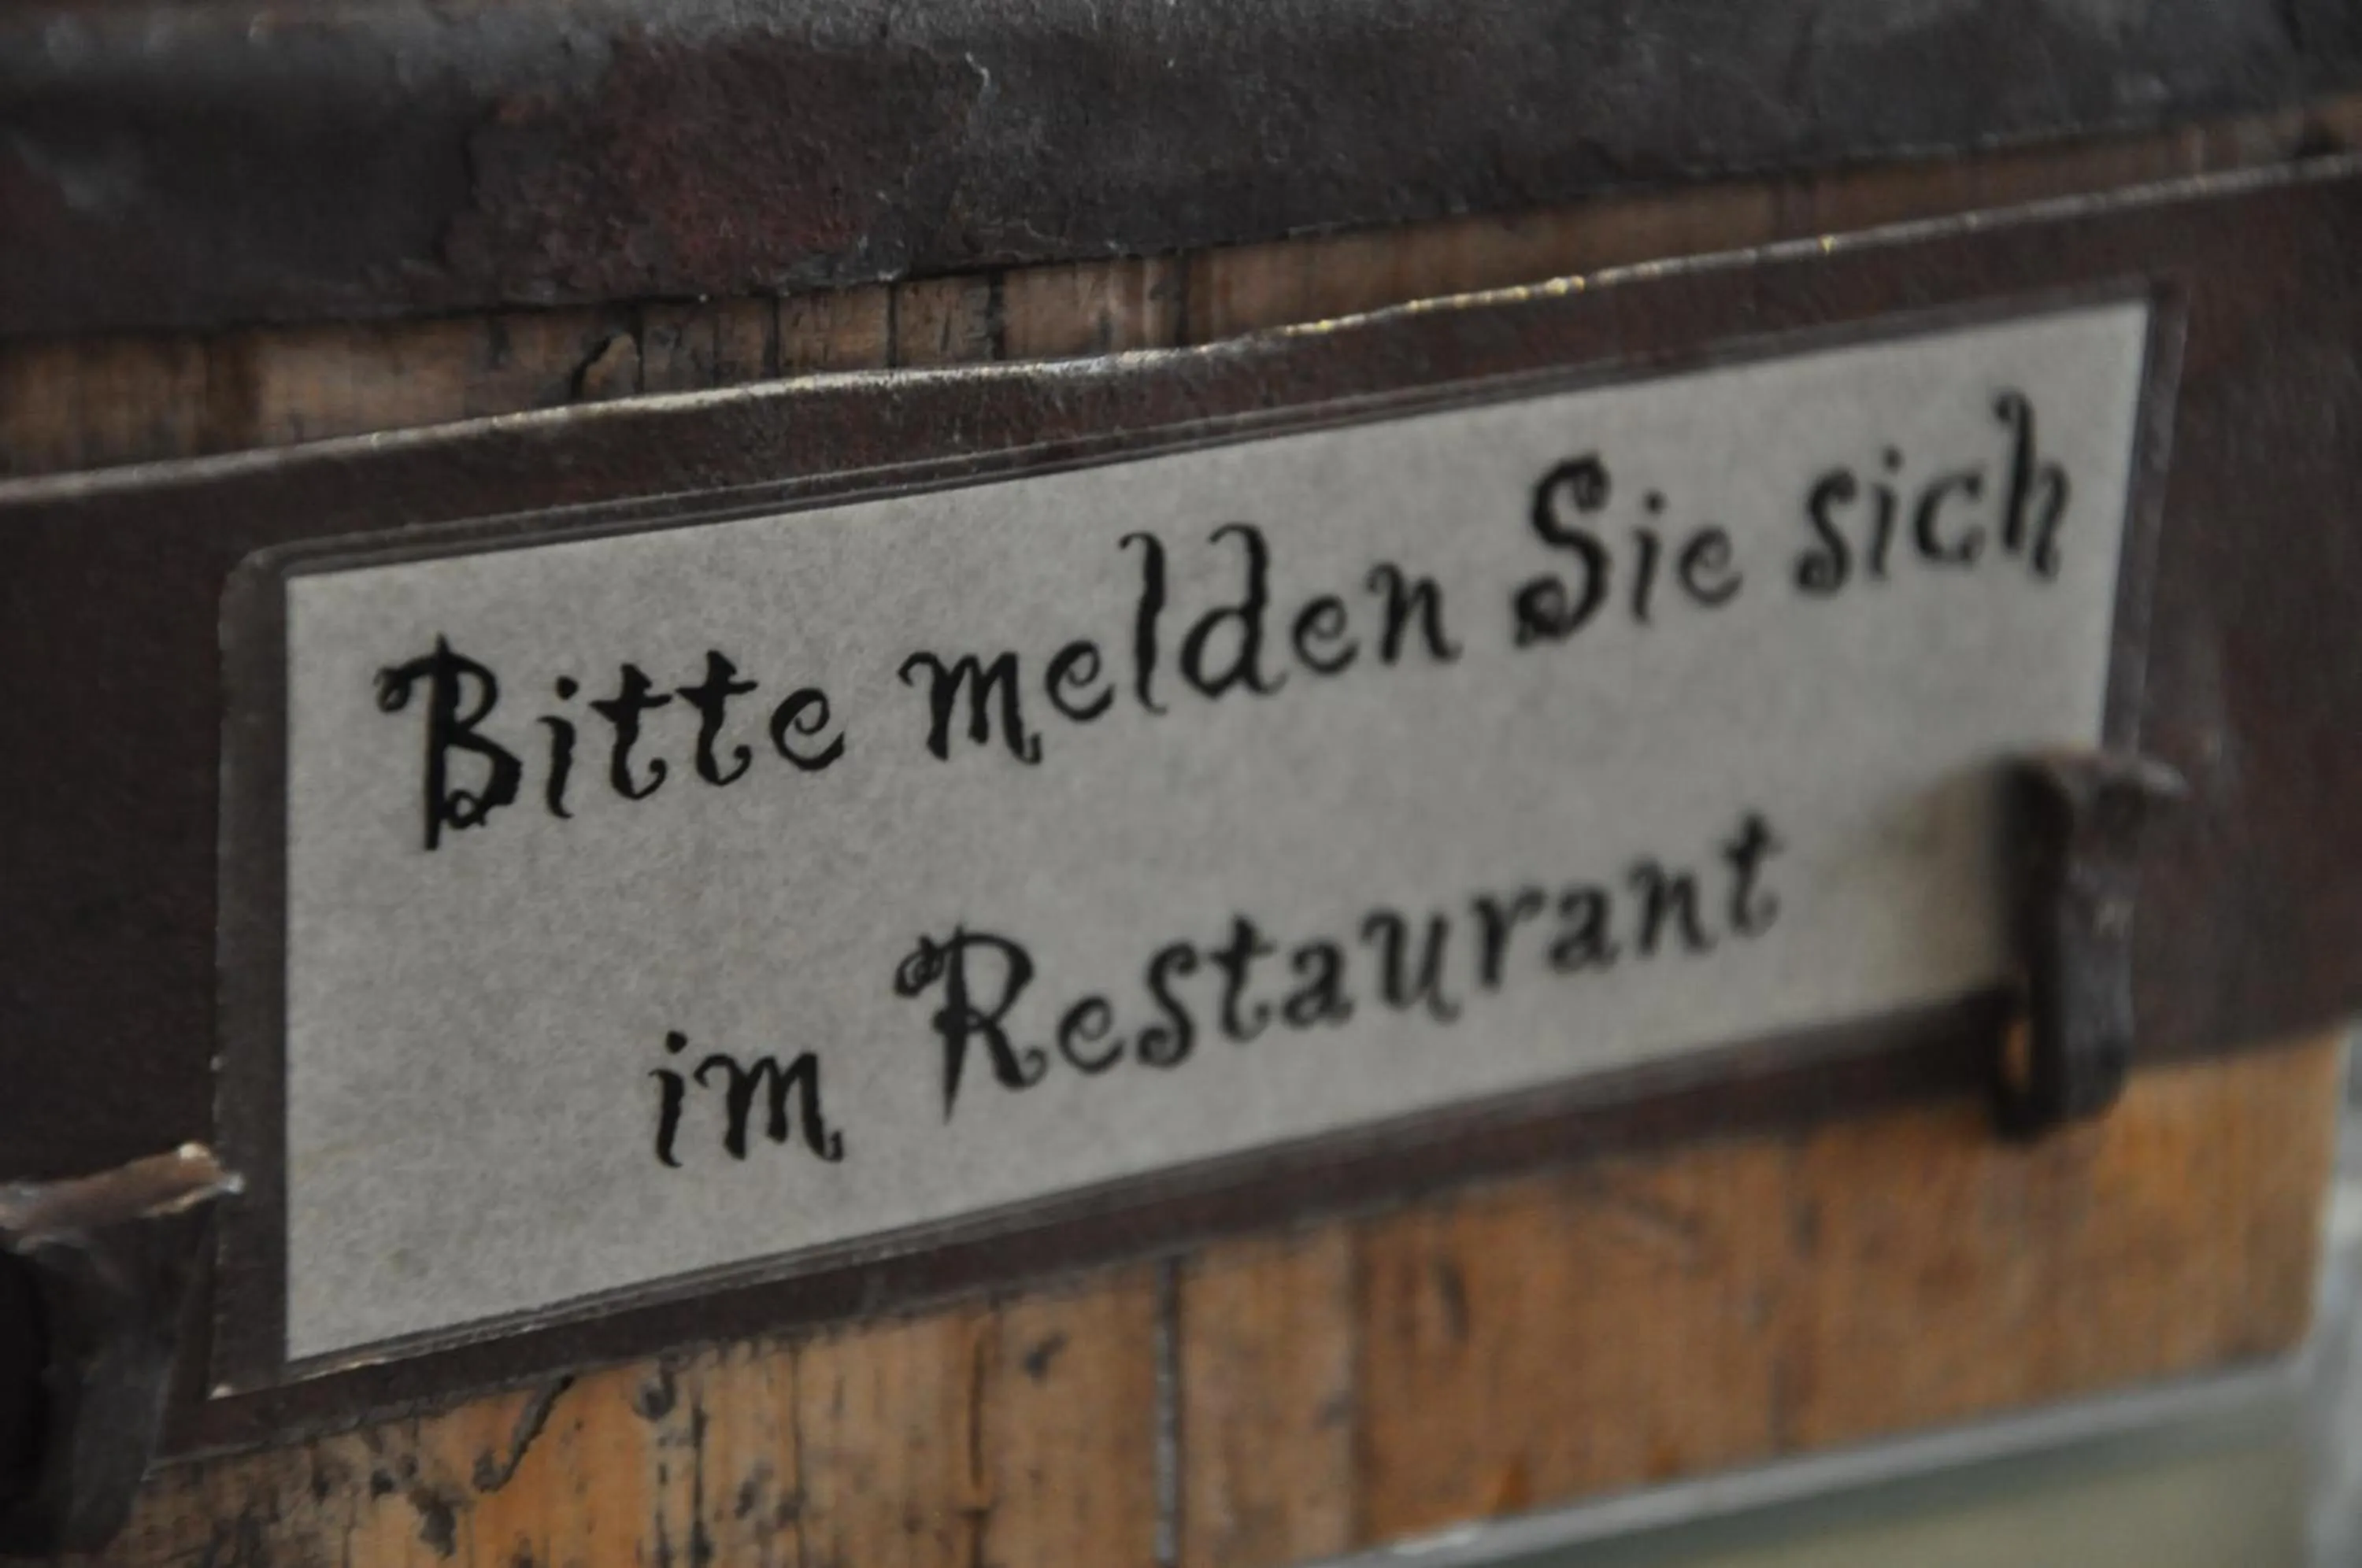 Bitte melden Sie sich
im Restaurant